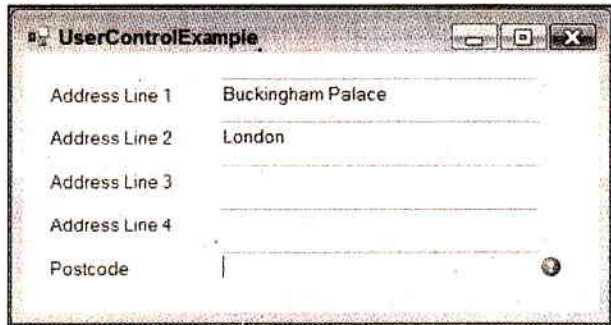 UserControlExample
Address Line 1 Buckingham Palace
Address Line 2 London
Address Line 3
Address Line 4
Postcode